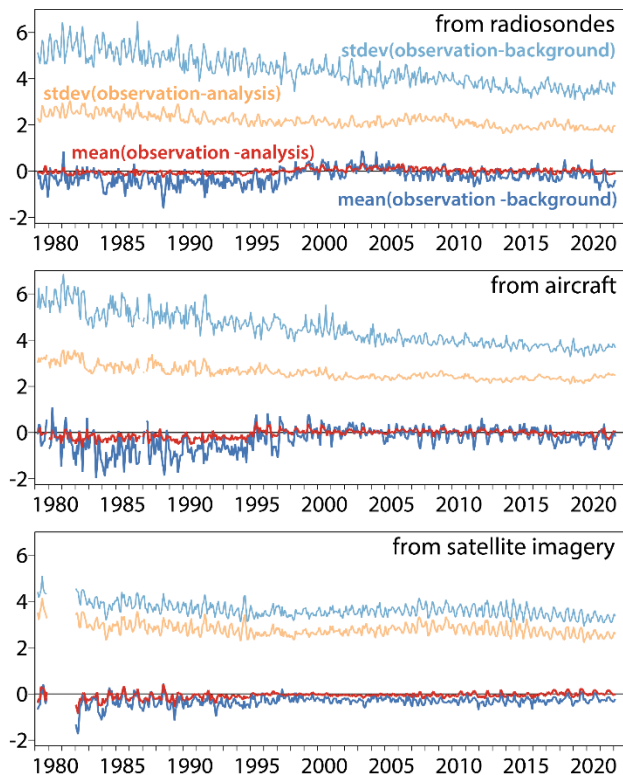 from radiosondes
6
stdev(observation-background)
4
stdev(observation-analysis)
2
mean(observation -analysis)
0
mean(observation -background)
-2
1980 1985 1990 1995 2000 2005 2010 2015 2020
from aircraft
6
4
2
0
-2
1980 1985 1990 1995 2000 2005 2010 2015 2020
from satellite imagery
6
4
2
0
-2
1980 1985 1990 1995 2000 2005 2010 2015 2020